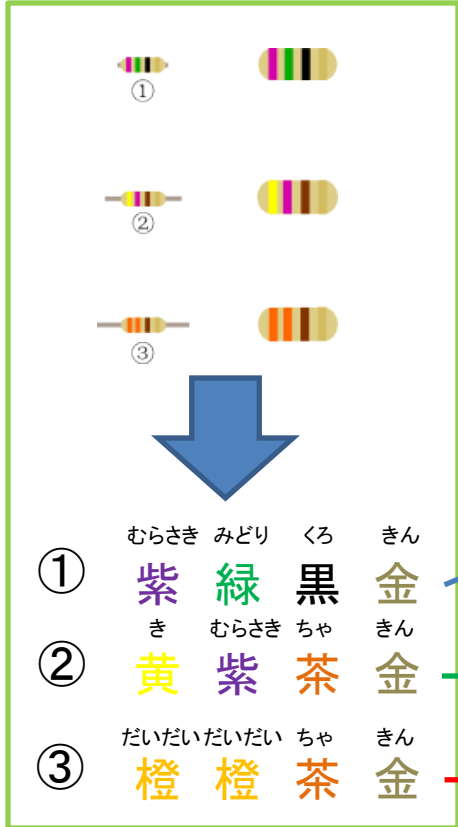 ①
②
③
むらさき みどり くろ きん
① 紫 緑 黒 金
き むらさき ちゃ きん
② 黄 紫 茶 金
だいだい だいだい ちゃ きん
③ 橙 橙 茶 金